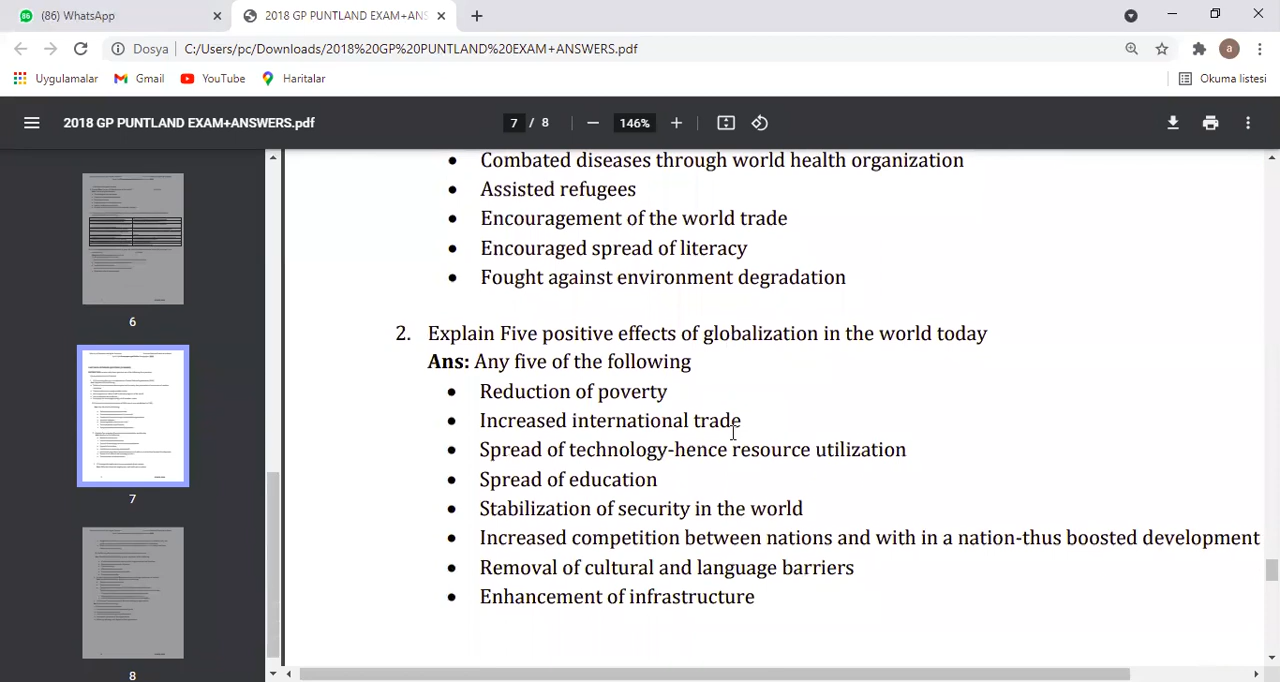 (86) WhatsApp
2018 GP PUNTLAND EXAM+ANS
Dosya C:/Users/pc/Downloads/2018%20GP%20PUNTLAND%20EXAM+ANSWERS.pdf
a
Uygulamalar Gmail YouTube Haritalar Okuma listesi
2018 GP PUNTLAND EXAM+ANSWERS.pdf 7 / 8 146%
6
7
8
• Combated diseases through world health organization
• Assisted refugees
• Encouragement of the world trade
• Encouraged spread of literacy
• Fought against environment degradation
2. Explain Five positive effects of globalization in the world today
Ans: Any five of the following
• Reduction of poverty
• Increased international trade
• Spread of technology-hence resource utilization
• Spread of education
• Stabilization of security in the world
• Increased competition between nations and with in a nation-thus boosted development
• Removal of cultural and language barriers
• Enhancement of infrastructure